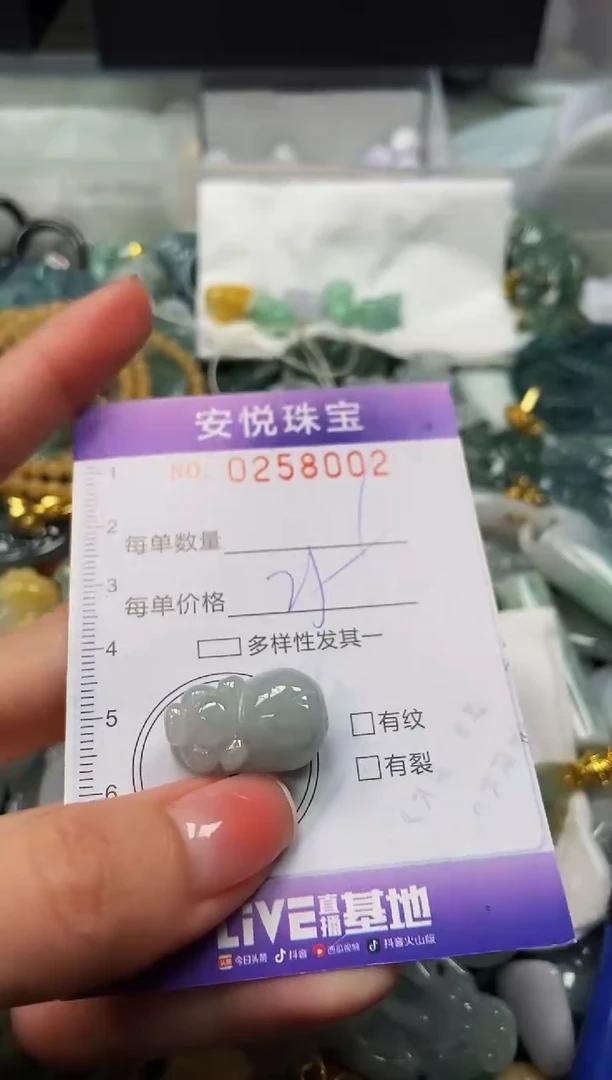 安悦珠宝
NO. 0258002
1
2
每单数量
3
每单价格
4
多样性发其一
5
有纹
有裂
6
LiVE直播基地
头条 今日头条 抖音 西瓜视频 抖音火山版